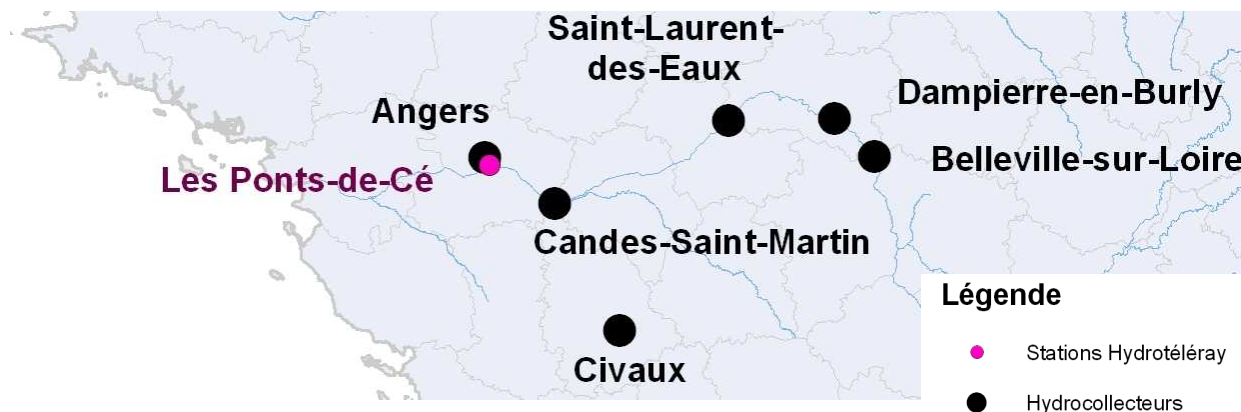 Saint-Laurent-
des-Eaux
Dampierre-en-Burly
Angers
Belleville-sur-Loire
Les Ponts-de-Cé
Candes-Saint-Martin
Civaux
Légende
Stations Hydrotéléray
Hydrocollecteurs